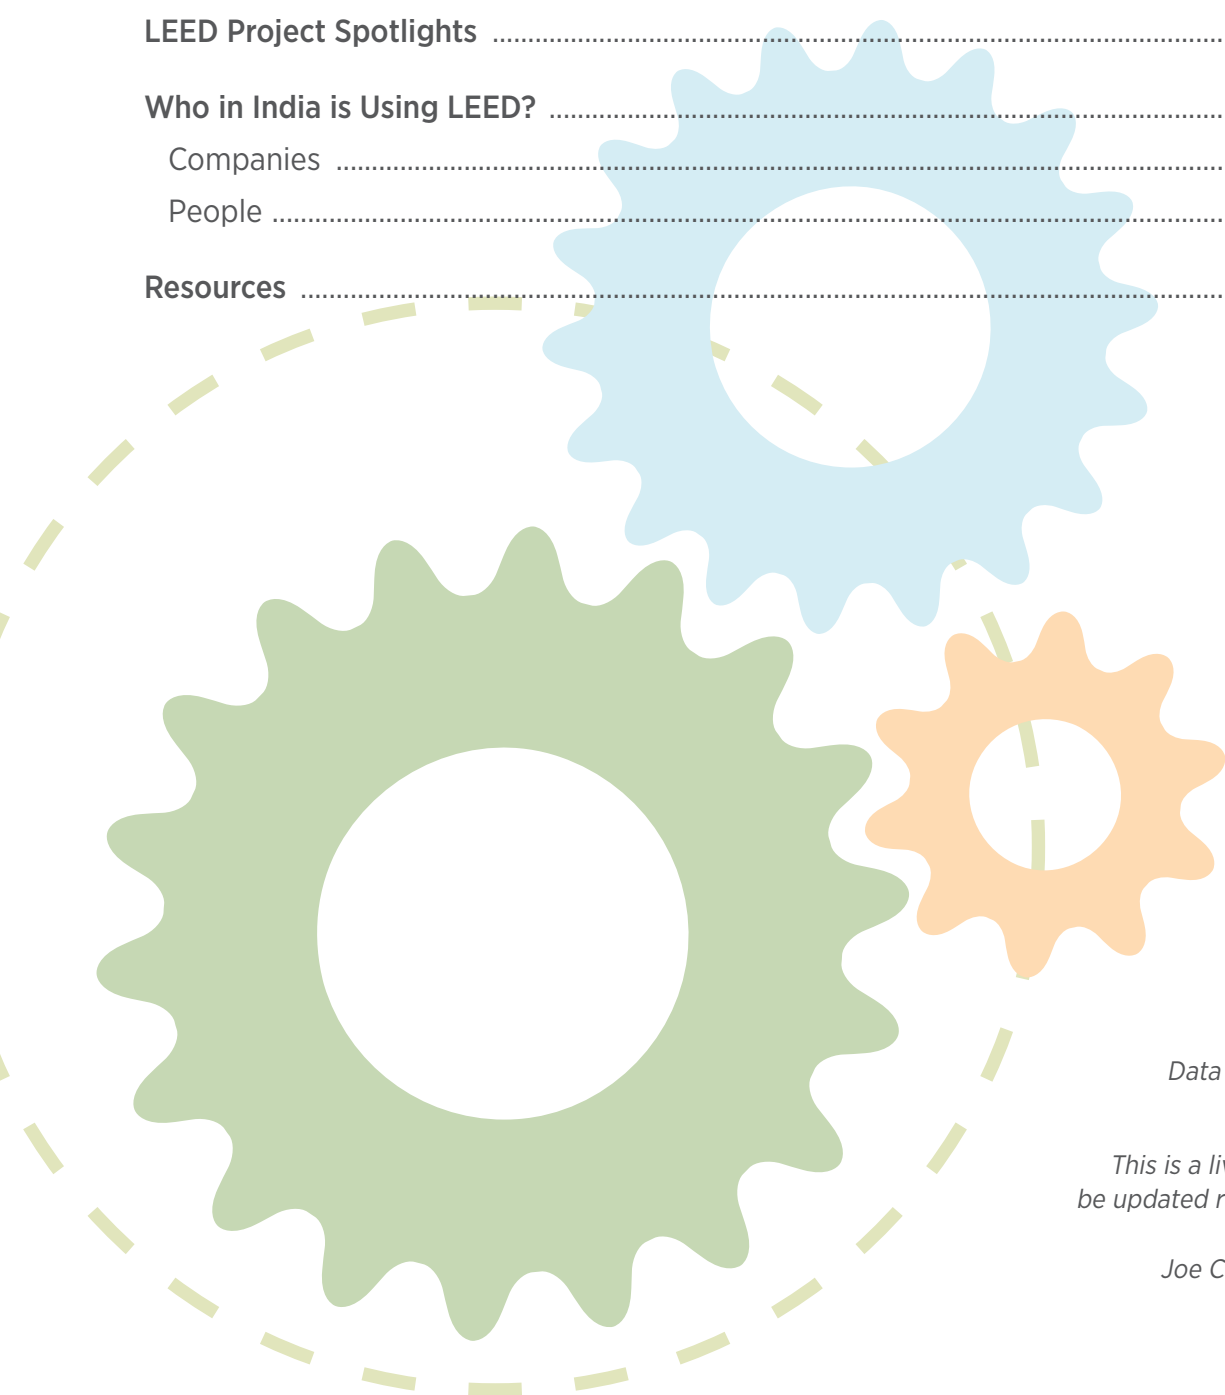 LEED Project Spotlights ........................................................................................................
Who in India is Using LEED? ................................................................................................
Companies ..............................................................................................................................
People .......................................................................................................................................
Resources ...................................................................................................................................
Data
This is a
be updated
Joe